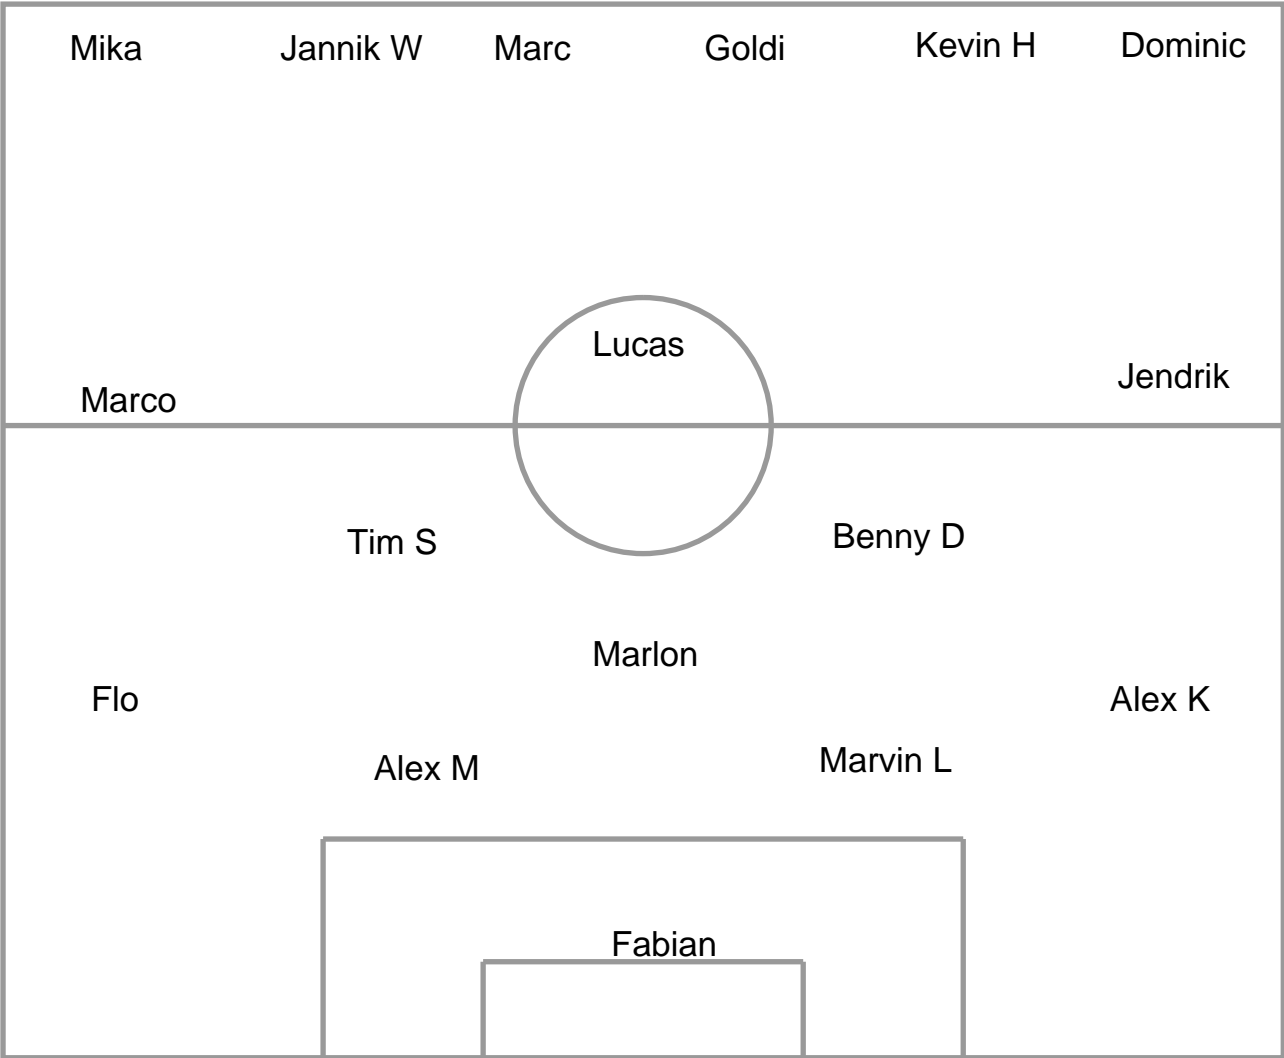 Mika Jannik W Marc Goldi Kevin H Dominic
Lucas
Marco Jendrik
Tim S Benny D
Marlon
Flo Alex K
Alex M Marvin L
Fabian